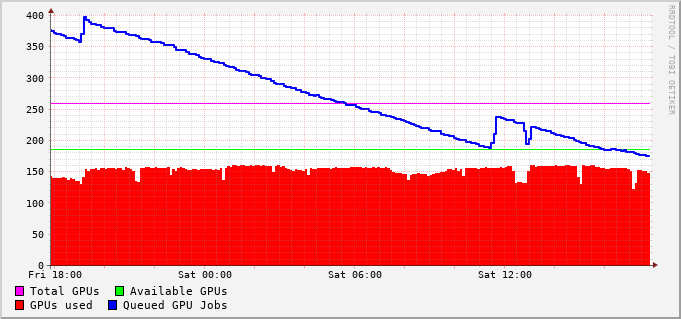 400
350
300
250
200
150
100
50
0
Fri 18:00 Sat 00:00 Sat 06:00 Sat 12:00
Total GPUs Available GPUs
GPUs used Queued GPU Jobs
RRDTOOL / TOBI OETIKER